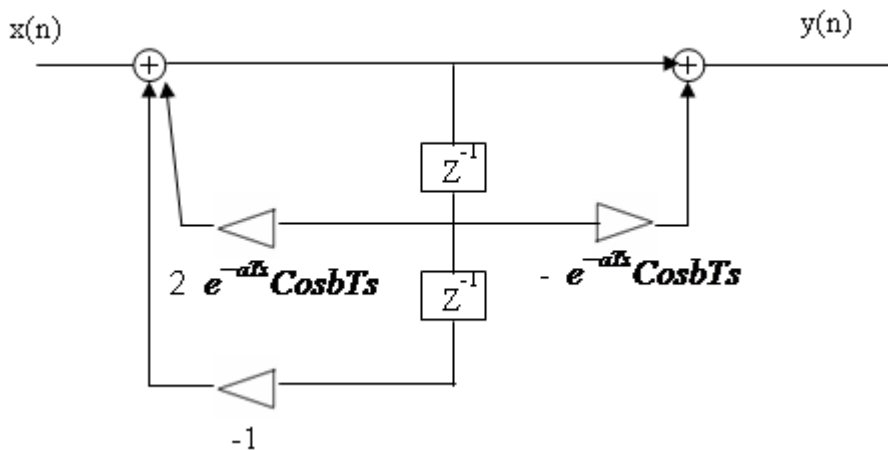 x(n)
y(n)
+
+
Z⁻¹
Z⁻¹
2 e⁻ᵃᵀˢ CosbTs
- e⁻ᵃᵀˢ CosbTs
-1